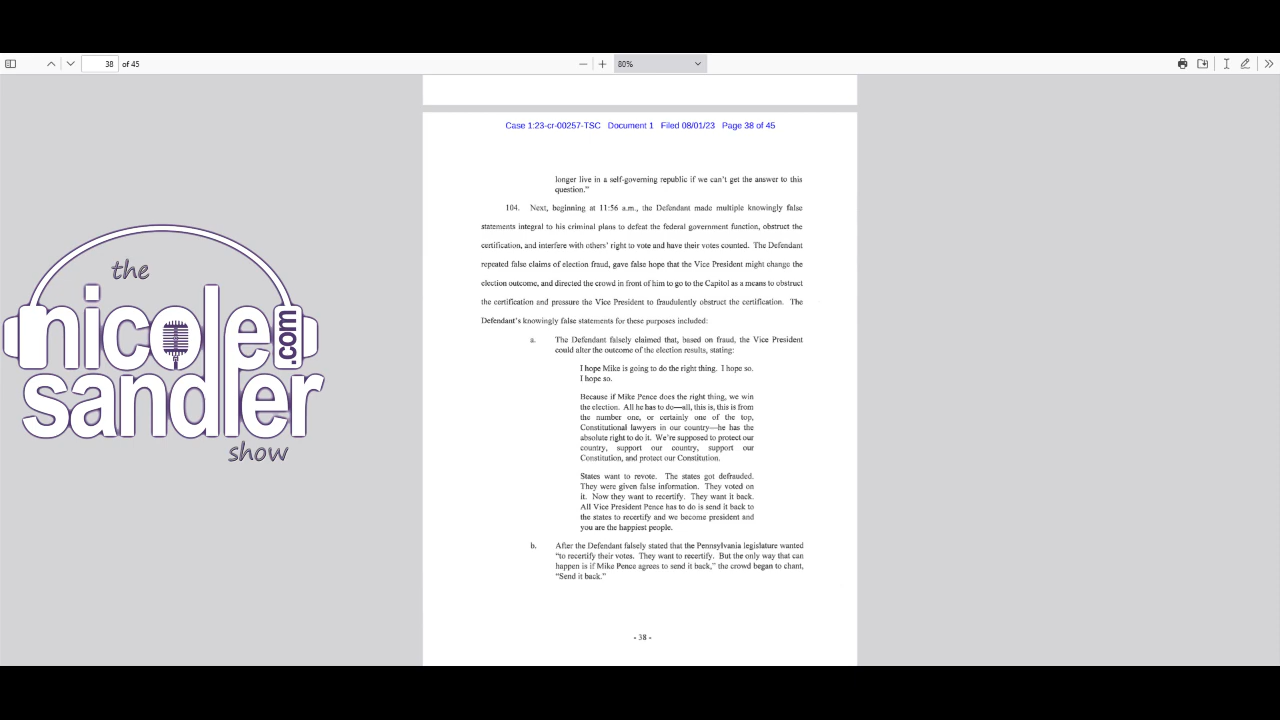 38 of 45
80%
Case 1:23-cr-00257-TSC Document 1 Filed 08/01/23 Page 38 of 45
longer live in a self-governing republic if we can't get the answer to this
question."
104. Next, beginning at 11:56 a.m., the Defendant made multiple knowingly false
statements integral to his criminal plans to defeat the federal government function, obstruct the
certification, and interfere with others' right to vote and have their votes counted. The Defendant
repeated false claims of election fraud, gave false hope that the Vice President might change the
election outcome, and directed the crowd in front of him to go to the Capitol as a means to obstruct
the certification and pressure the Vice President to fraudulently obstruct the certification. The
Defendant's knowingly false statements for these purposes included:
a. The Defendant falsely claimed that, based on fraud, the Vice President
could alter the outcome of the election results, stating:
I hope Mike is going to do the right thing. I hope so.
I hope so.
Because if Mike Pence does the right thing, we win
the election. All he has to do—all, this is, this is from
the number one, or certainly one of the top,
Constitutional lawyers in our country—he has the
absolute right to do it. We're supposed to protect our
country, support our country, support our
Constitution, and protect our Constitution.
States want to revote. The states got defrauded.
They were given false information. They voted on
it. Now they want to recertify. They want it back.
All Vice President Pence has to do is send it back to
the states to recertify and we become president and
you are the happiest people.
b. After the Defendant falsely stated that the Pennsylvania legislature wanted
"to recertify their votes. They want to recertify. But the only way that can
happen is if Mike Pence agrees to send it back," the crowd began to chant,
"Send it back."
- 38 -
the
nicole
.com
sandler
show